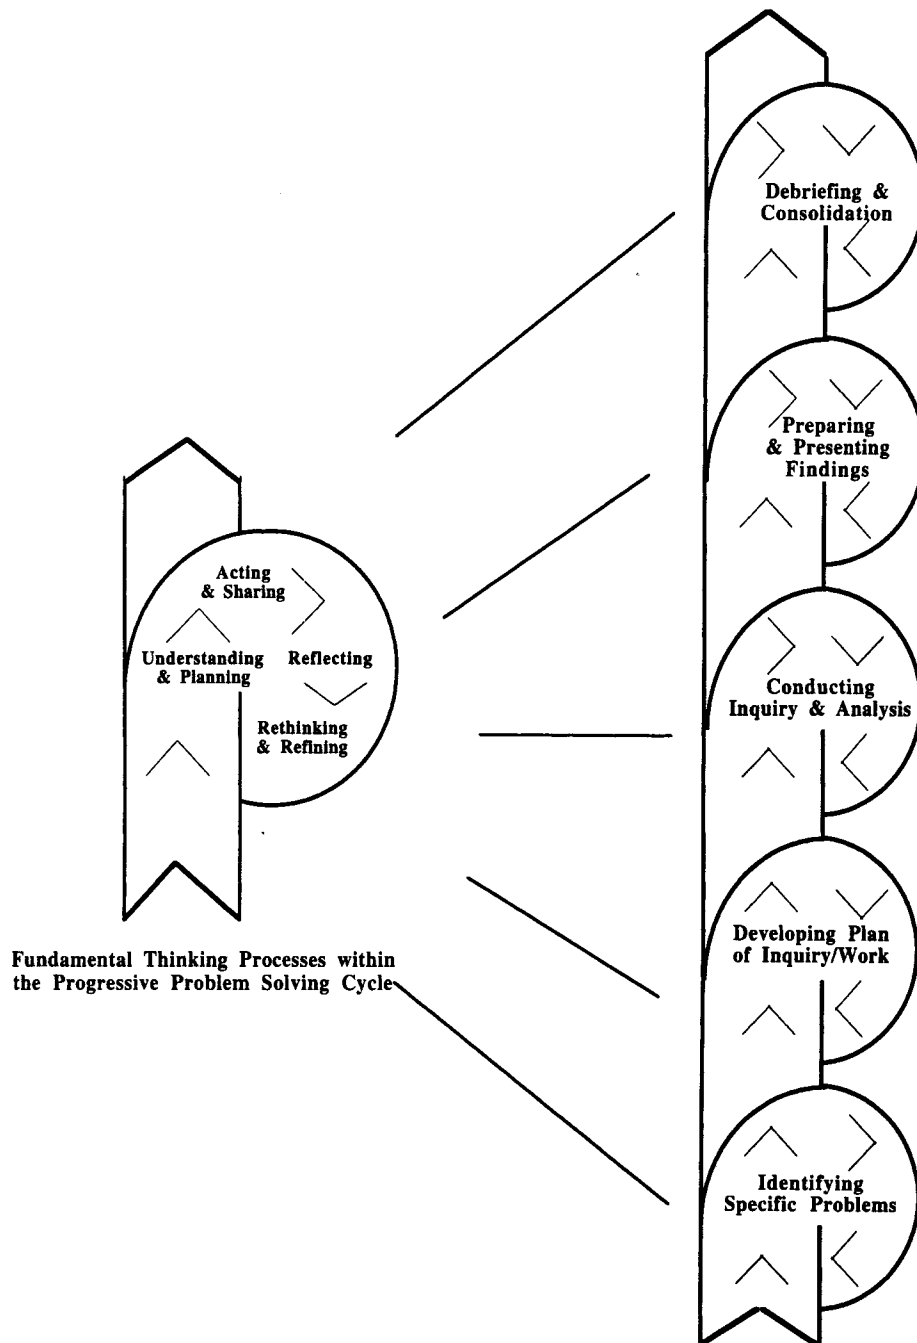 Debriefing &
Consolidation
Preparing
& Presenting
Findings
Acting
& Sharing
Understanding
& Planning
Reflecting
Rethinking
& Refining
Conducting
Inquiry & Analysis
Developing Plan
of Inquiry/Work
Fundamental Thinking Processes within
the Progressive Problem Solving Cycle
Identifying
Specific Problems